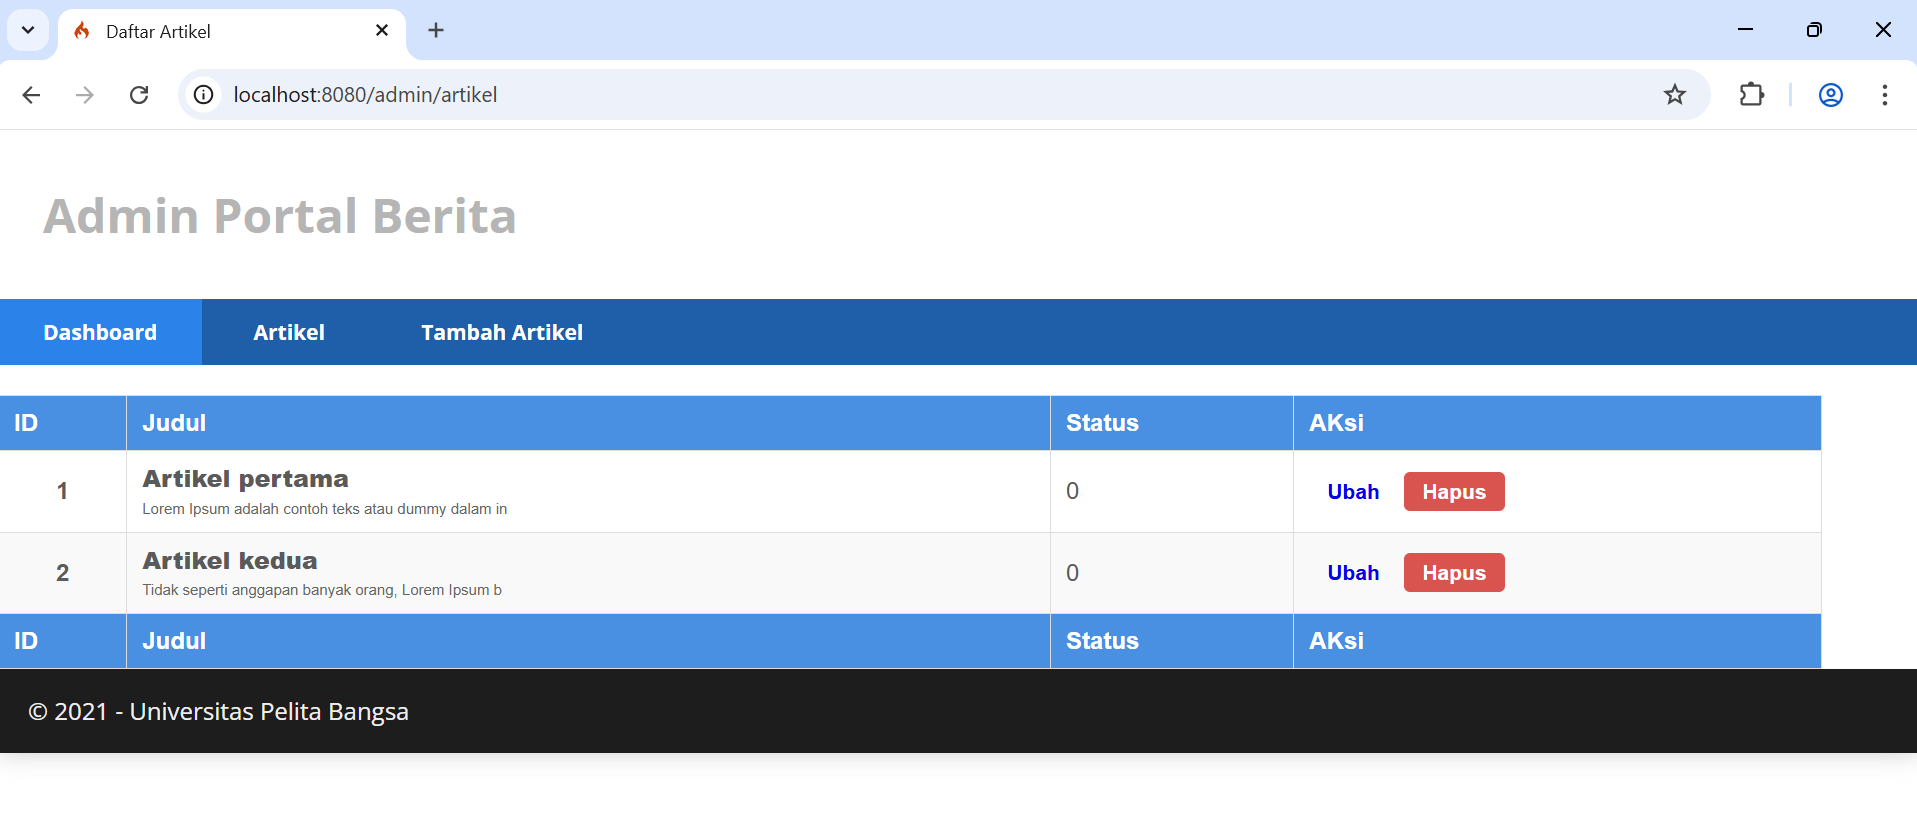 Daftar Artikel
localhost:8080/admin/artikel
Admin Portal Berita
Dashboard Artikel Tambah Artikel
ID Judul Status AKsi
1 Artikel pertama 0 Ubah Hapus
Lorem Ipsum adalah contoh teks atau dummy dalam in
2 Artikel kedua 0 Ubah Hapus
Tidak seperti anggapan banyak orang, Lorem Ipsum b
ID Judul Status AKsi
© 2021 - Universitas Pelita Bangsa